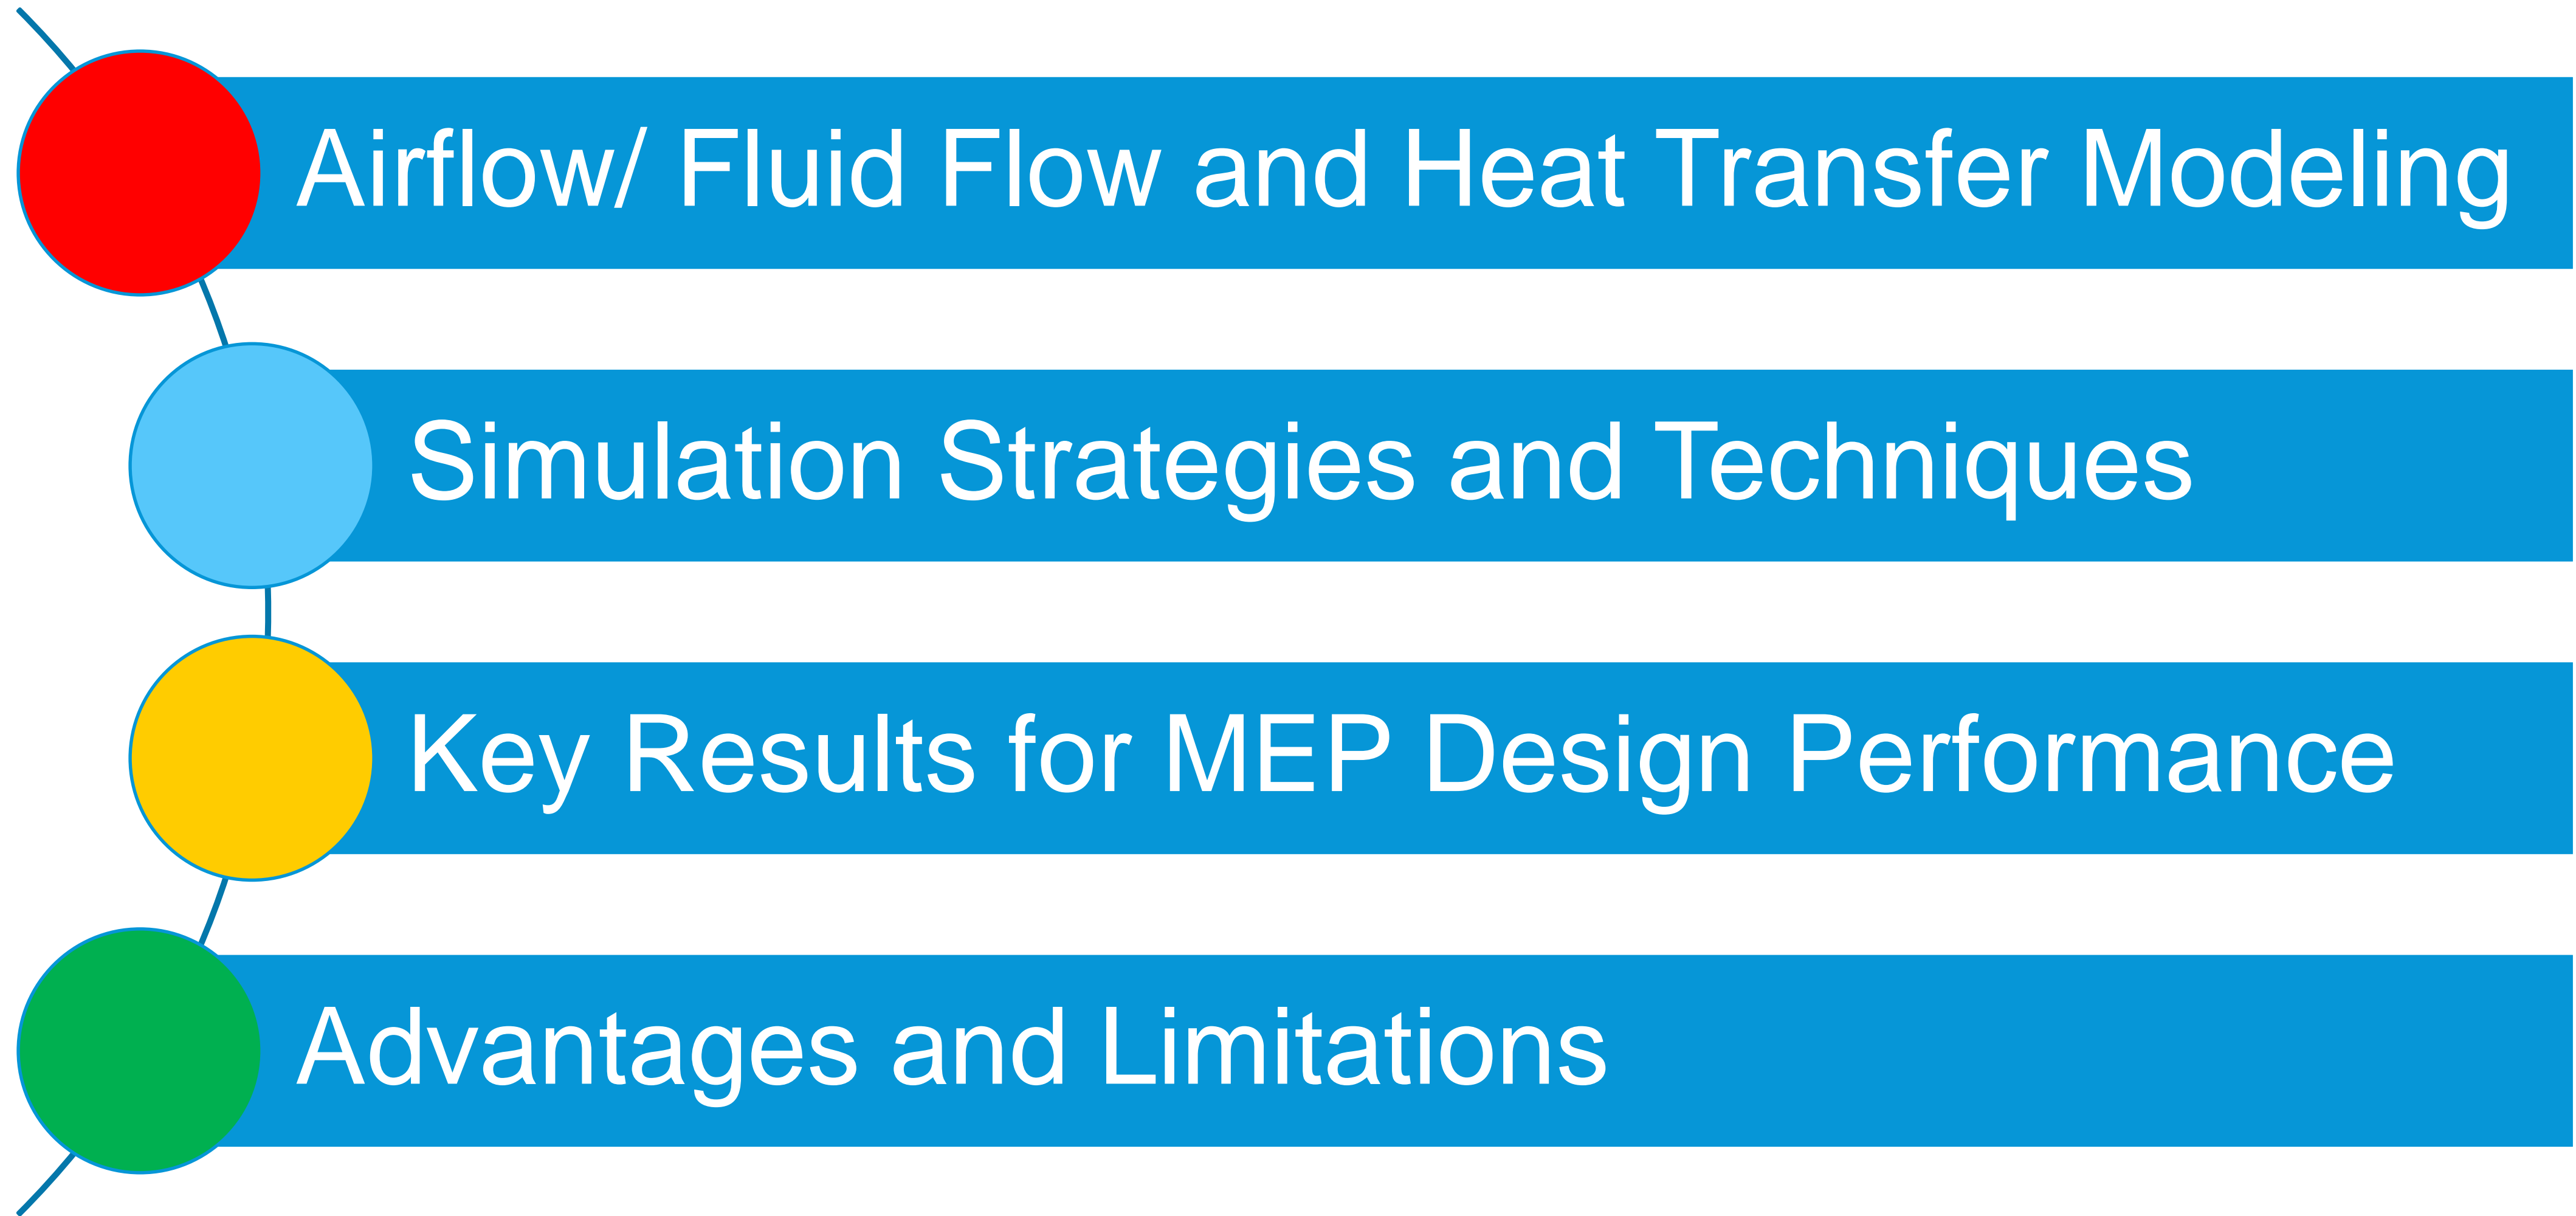 Airflow/ Fluid Flow and Heat Transfer Modeling
Simulation Strategies and Techniques
Key Results for MEP Design Performance
Advantages and Limitations